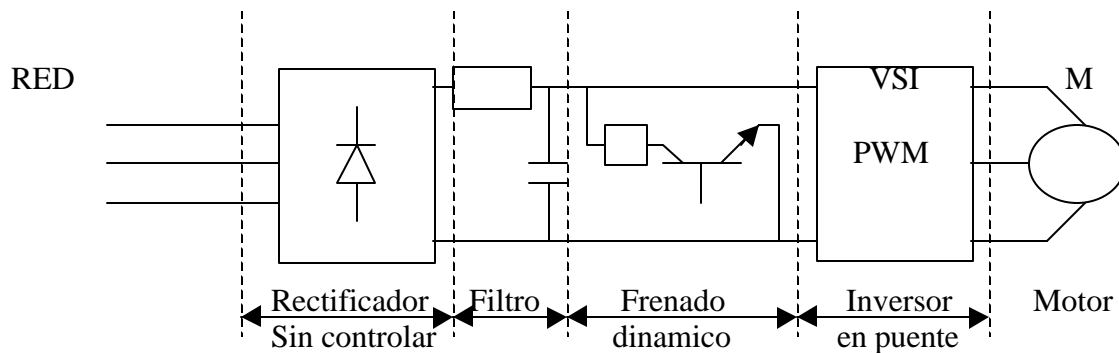 RED
VSI
M
PWM
Rectificador
Sin controlar
Filtro
Frenado
dinamico
Inversor
en puente
Motor